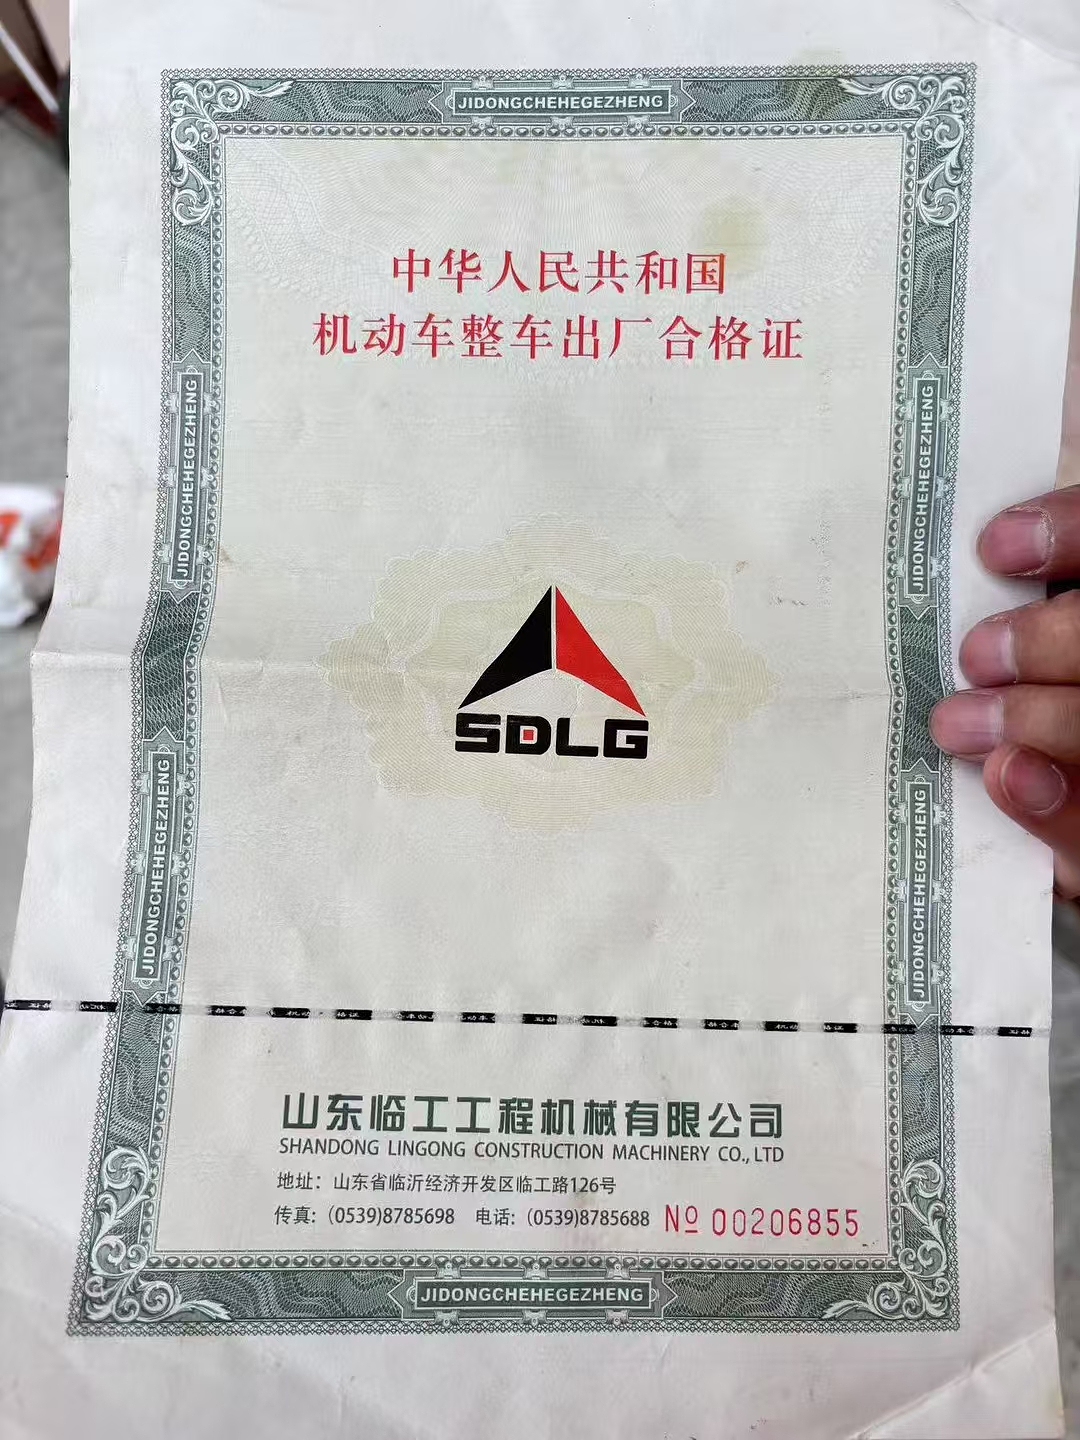 JIDONGCHEHEGEZHENG
中华人民共和国
机动车整车出厂合格证
JIDONGCHEHEGEZHENG
JIDONGCHEHEGEZHENG
SDLG
JIDONGCHEHEGEZHENG
JIDONGCHEHEGEZHENG
山东临工工程机械有限公司
SHANDONG LINGONG CONSTRUCTION MACHINERY CO.,LTD
地址：山东省临沂经济开发区临工路126号
传真：(0539)8785698 电话：(0539)8785688 № 00206855
JIDONGCHEHEGEZHENG